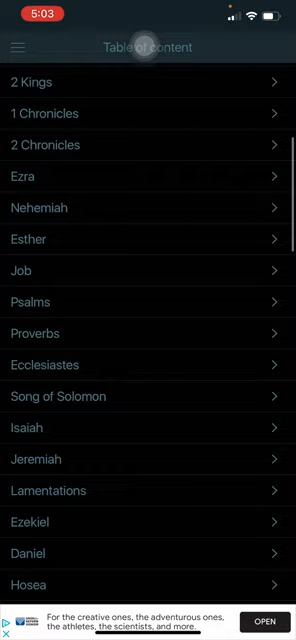 5:03
Table of content
2 Kings
1 Chronicles
2 Chronicles
Ezra
Nehemiah
Esther
Job
Psalms
Proverbs
Ecclesiastes
Song of Solomon
Isaiah
Jeremiah
Lamentations
Ezekiel
Daniel
Hosea
For the creative ones, the adventurous ones,
the athletes, the scientists, and more.
OPEN